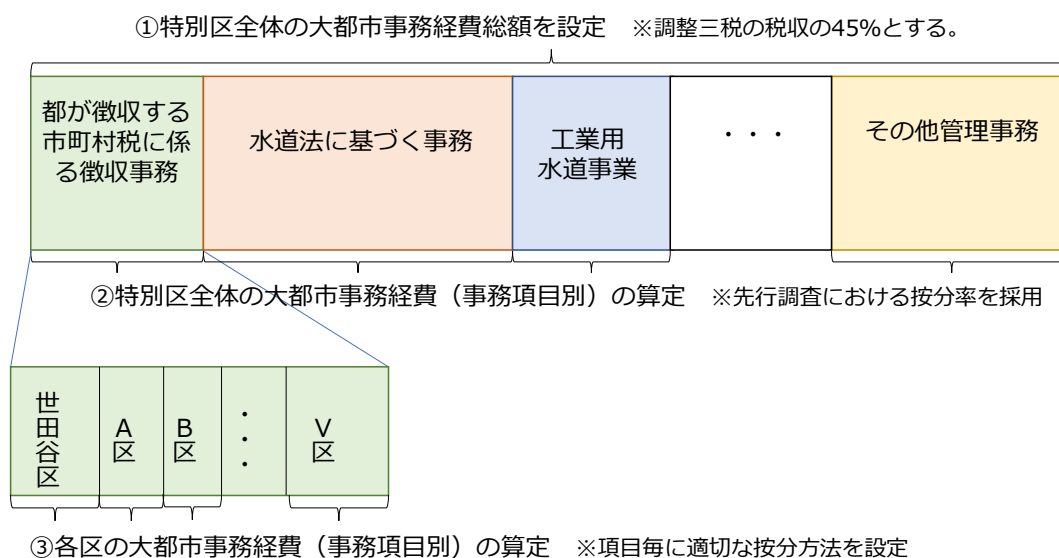 ①特別区全体の大都市事務経費総額を設定 ※調整三税の税収の45%とする。
都が徴収する
市町村税に係
る徴収事務
水道法に基づく事務
工業用
水道事業
・・・
その他管理事務
②特別区全体の大都市事務経費(事務項目別)の算定 ※先行調査における按分率を採用
世田谷区
A区
B区
・・・
V区
③各区の大都市事務経費(事務項目別)の算定 ※項目毎に適切な按分方法を設定